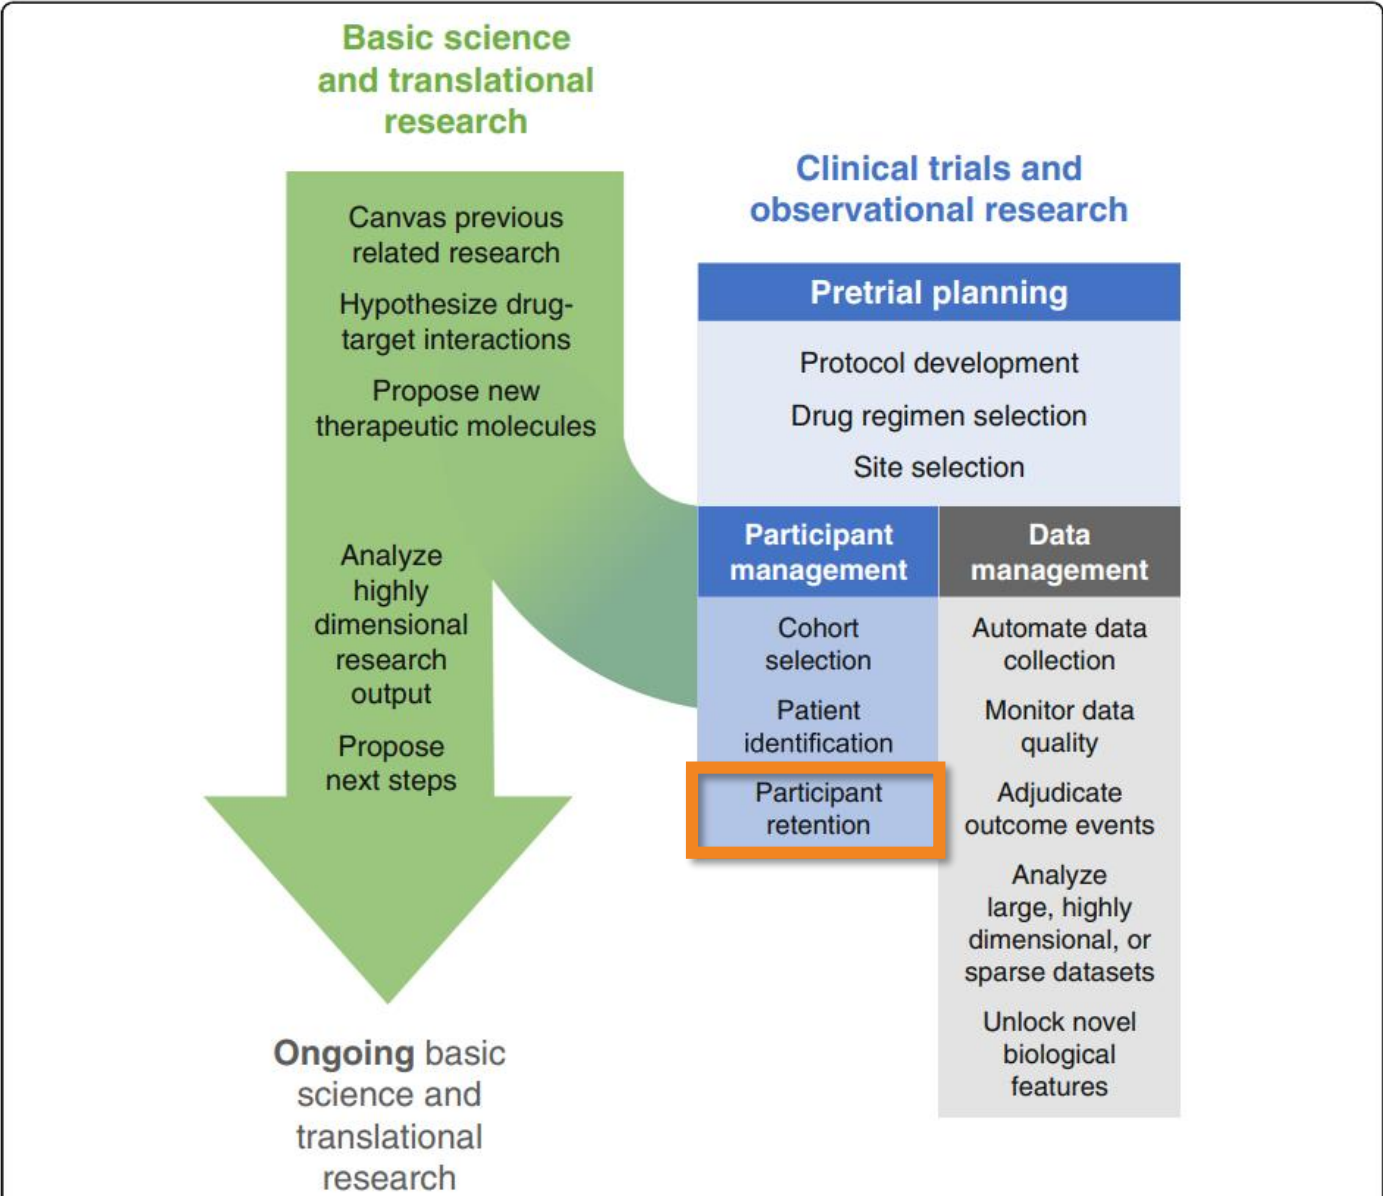 Basic science
and translational
research
Canvas previous
related research
Hypothesize drug-
target interactions
Propose new
therapeutic molecules
Analyze
highly
dimensional
research
output
Propose
next steps
Ongoing basic
science and
translational
research
Clinical trials and
observational research
Pretrial planning
Protocol development
Drug regimen selection
Site selection
Participant
management
Cohort
selection
Patient
identification
Participant
retention
Data
management
Automate data
collection
Monitor data
quality
Adjudicate
outcome events
Analyze
large, highly
dimensional, or
sparse datasets
Unlock novel
biological
features